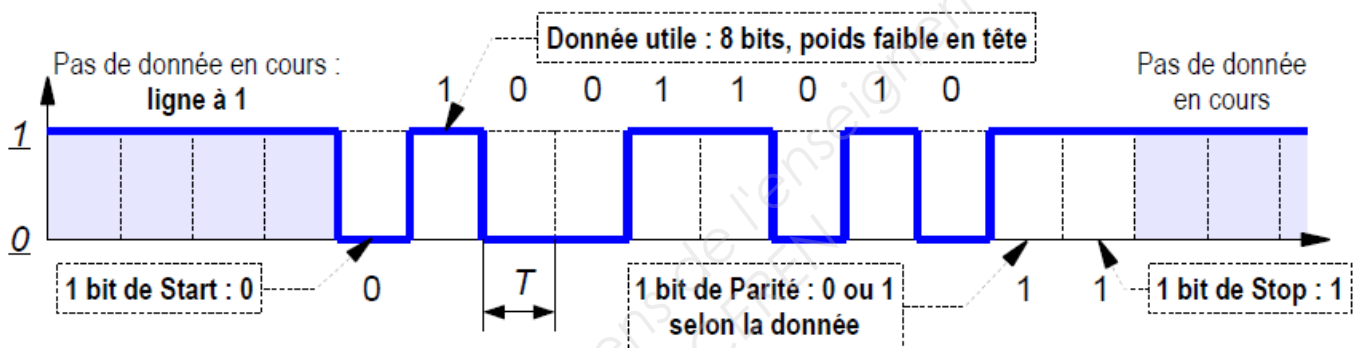 Donnée utile : 8 bits, poids faible en tête
Pas de donnée en cours :
ligne à 1
Pas de donnée
en cours
1 0 0 1 1 0 1 0
1
0
1 bit de Start : 0
0
T
1 bit de Parité : 0 ou 1
selon la donnée
1 1
1 bit de Stop : 1